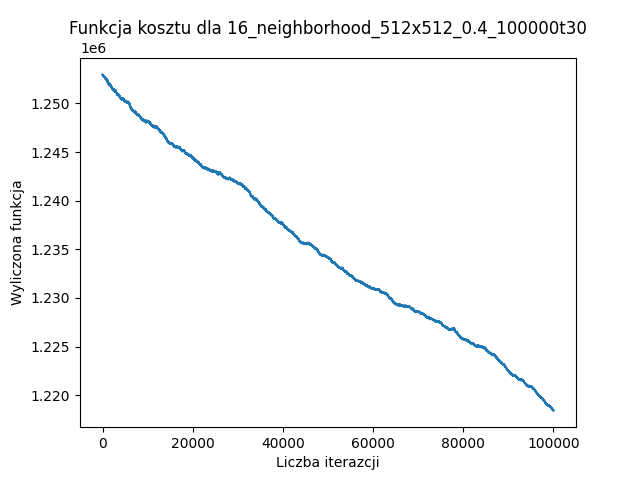 Funkcja kosztu dla 16_neighborhood_512x512_0.4_100000t30
1e6
1.250
1.245
1.240
1.235
1.230
1.225
1.220
Wyliczona funkcja
0 20000 40000 60000 80000 100000
Liczba iterazcji